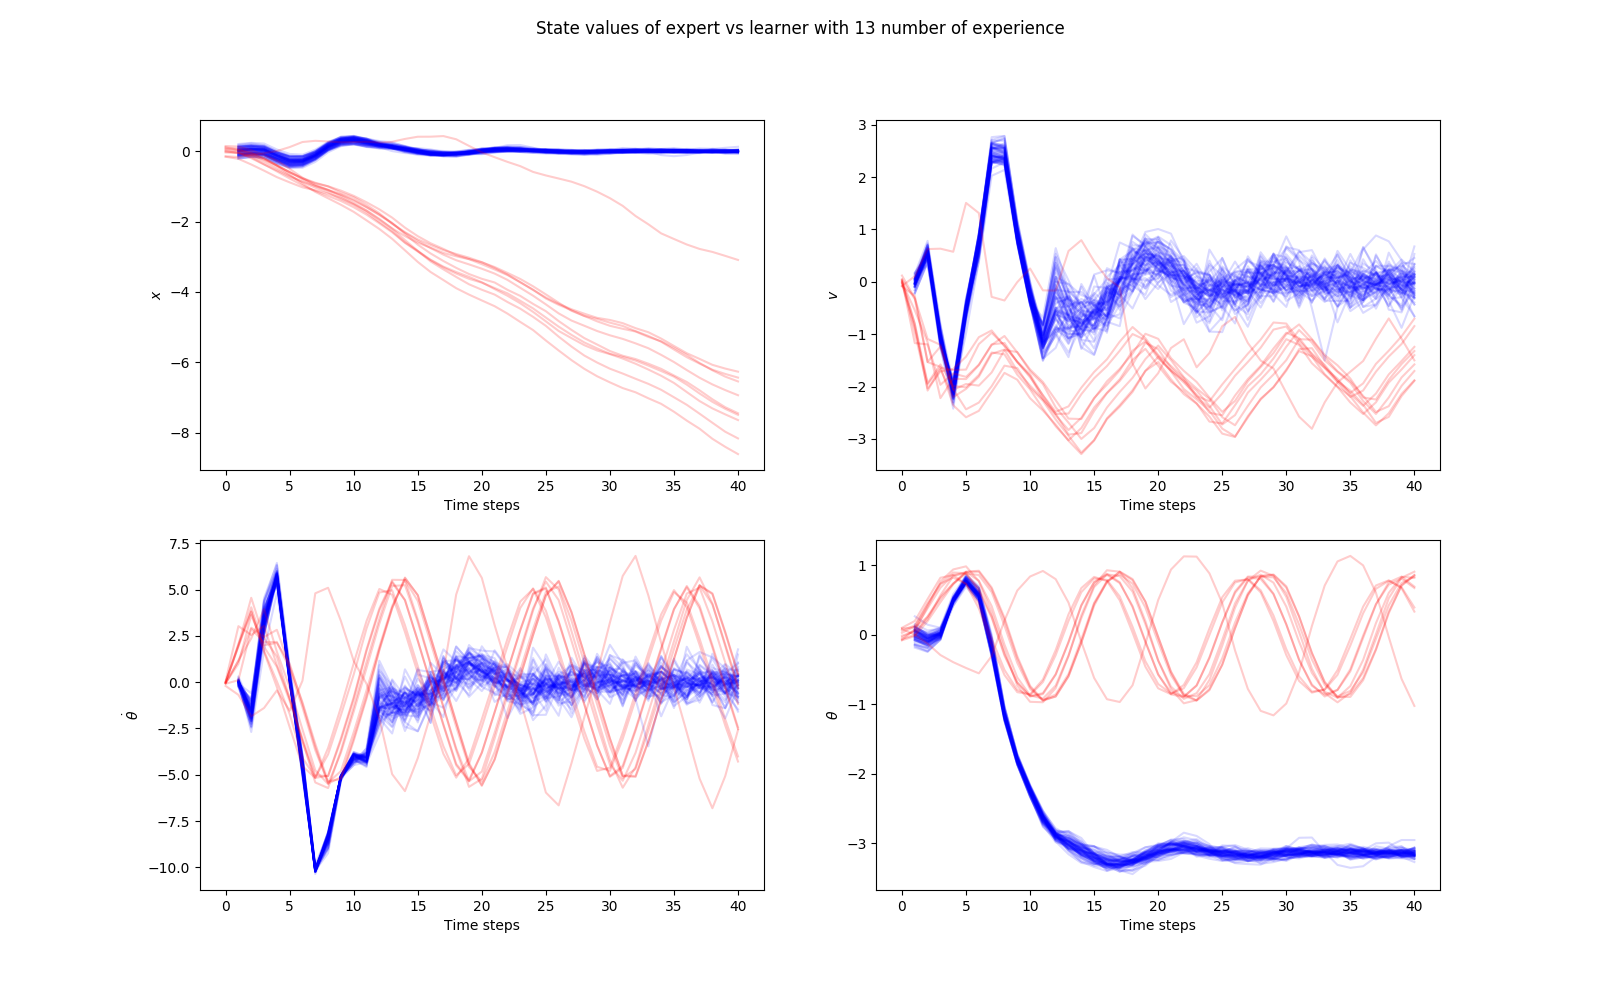 State values of expert vs learner with 13 number of experience
0
−2
−4
−6
−8
x
0 5 10 15 20 25 30 35 40
Time steps
3
2
1
0
−1
−2
−3
v
0 5 10 15 20 25 30 35 40
Time steps
7.5
5.0
2.5
0.0
−2.5
−5.0
−7.5
−10.0
θ̇
0 5 10 15 20 25 30 35 40
Time steps
1
0
−1
−2
−3
θ
0 5 10 15 20 25 30 35 40
Time steps